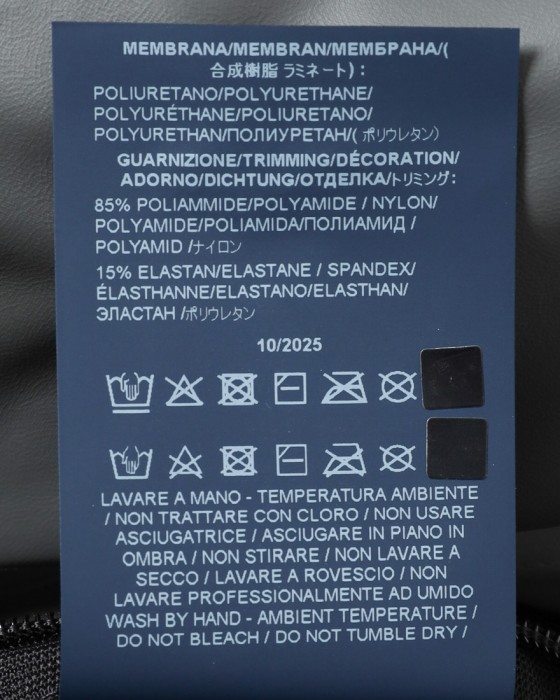 MEMBRANA/MEMBRAN/МЕМБРАНА/(
合成樹脂 ラミネート) :
POLIURETANO/POLYURETHANE/
POLYURÉTHANE/POLIURETANO/
POLYURETHAN/ПОЛИУРЕТАН/( ポリウレタン)
GUARNIZIONE/TRIMMING/DÉCORATION/
ADORNO/DICHTUNG/ОТДЕЛКА/トリミング:
85% POLIAMMIDE/POLYAMIDE / NYLON/
POLYAMIDE/POLIAMIDA/ПОЛИАМИД /
POLYAMID /ナイロン
15% ELASTAN/ELASTANE / SPANDEX/
ÉLASTHANNE/ELASTANO/ELASTHAN/
ЭЛАСТАН /ポリウレタン
10/2025
LAVARE A MANO - TEMPERATURA AMBIENTE
/ NON TRATTARE CON CLORO / NON USARE
ASCIUGATRICE / ASCIUGARE IN PIANO IN
OMBRA / NON STIRARE / NON LAVARE A
SECCO / LAVARE A ROVESCIO / NON
LAVARE PROFESSIONALMENTE AD UMIDO
WASH BY HAND - AMBIENT TEMPERATURE /
DO NOT BLEACH / DO NOT TUMBLE DRY /